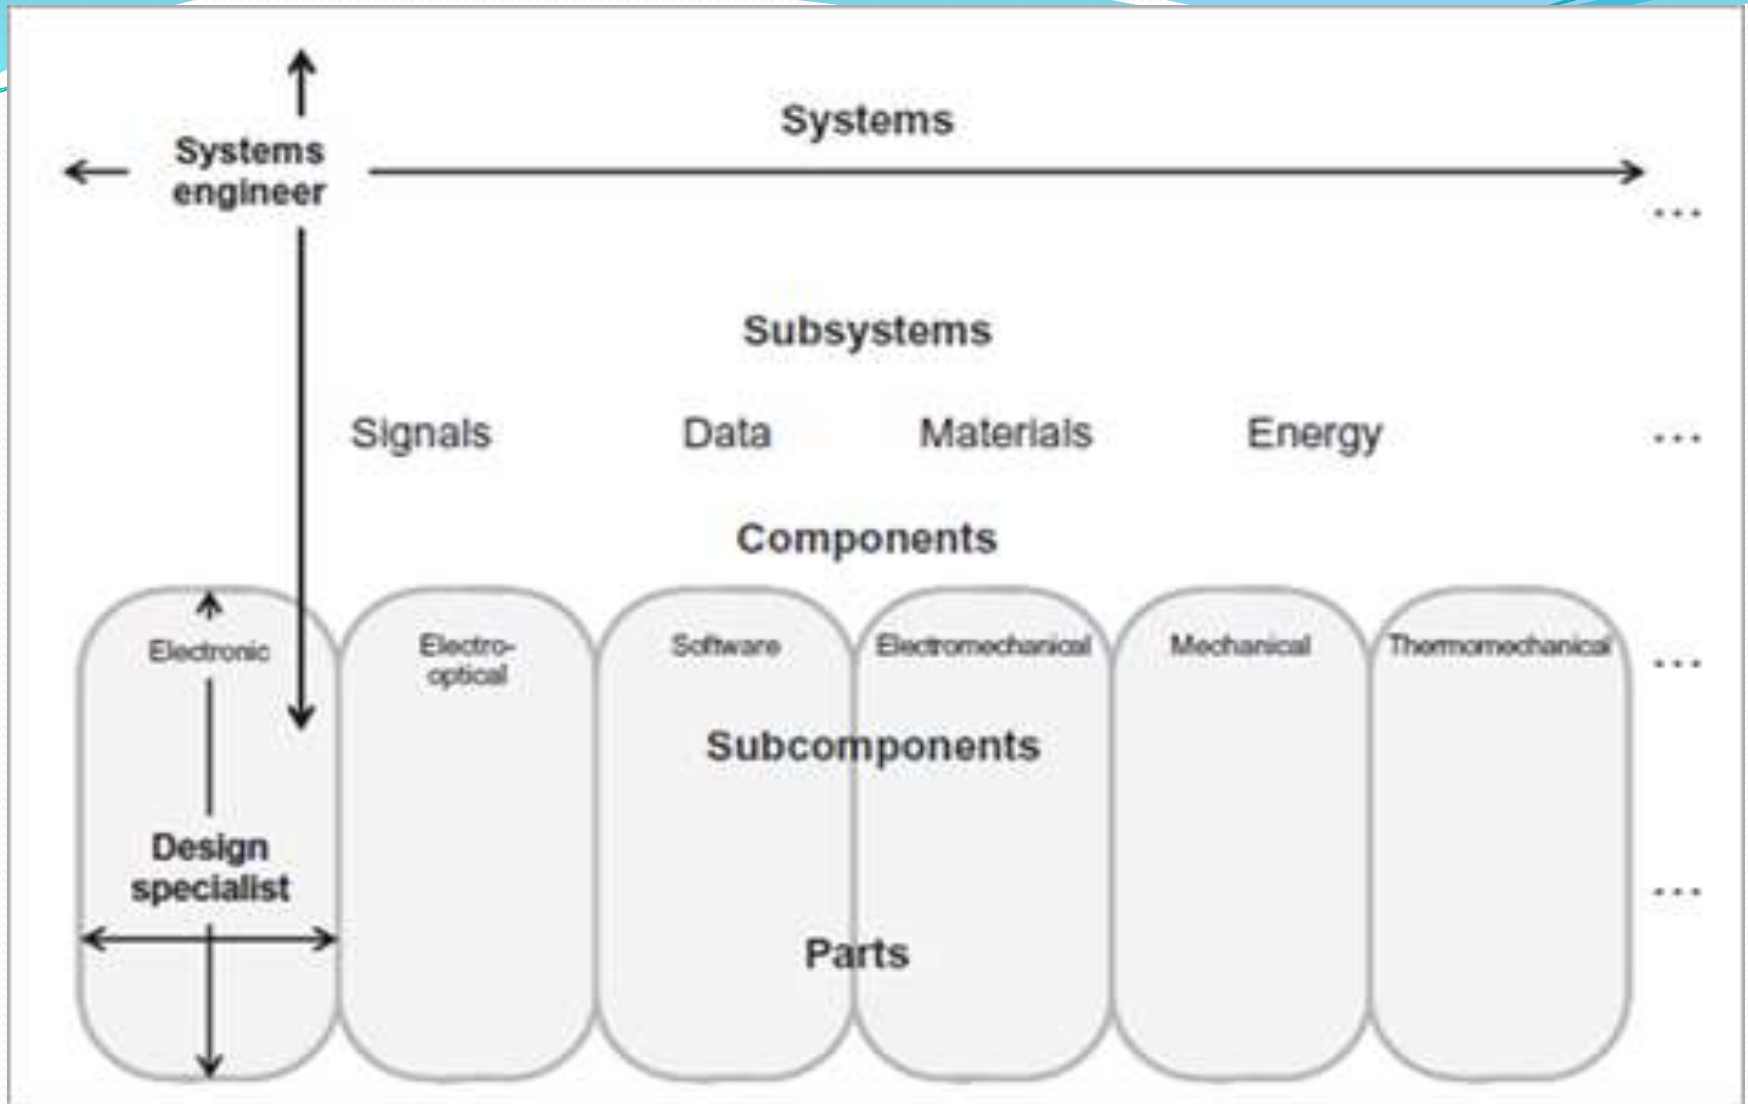 Systems
Systems
engineer
...
Subsystems
Signals Data Materials Energy ...
Components
Electronic
Electro-
optical
Software
Electromechanical
Mechanical
Thermomechanical
...
Subcomponents
Design
specialist
...
Parts